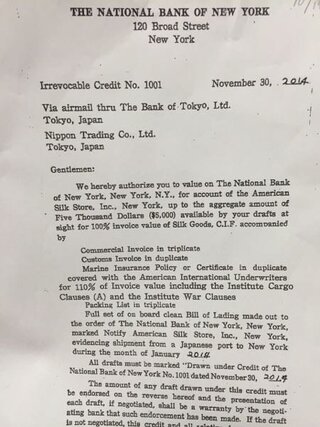 THE NATIONAL BANK OF NEW YORK
120 Broad Street
New York
Irrevocable Credit No. 1001 November 30, 2014
Via airmail thru The Bank of Tokyo, Ltd.
Tokyo, Japan
Nippon Trading Co., Ltd.
Tokyo, Japan
Gentlemen:
We hereby authorize you to value on The National Bank
of New York, New York, N.Y., for account of the American
Silk Store, Inc., New York, up to the aggregate amount of
Five Thousand Dollars ($5,000) available by your drafts at
sight for 100% invoice value of Silk Goods, C.I.F. accompanied
by
Commercial Invoice in triplicate
Customs Invoice in duplicate
Marine Insurance Policy or Certificate in duplicate
covered with the American International Underwriters
for 110% of Invoice value including the Institute Cargo
Clauses (A) and the Institute War Clauses
Packing List in triplicate
Full set of on board clean Bill of Lading made out to
the order of The National Bank of New York, New York,
marked Notify American Silk Store, Inc., New York,
evidencing shipment from a Japanese port to New York
during the month of January 2014
All drafts must be marked "Drawn under Credit of The
National Bank of New York No. 1001 dated November 30, 2014
The amount of any draft drawn under this credit must
be endorsed on the reverse hereof and the presentation of
each draft, if negotiated, shall be a warranty by the negoti-
ating bank that such endorsement has been made. If the draft
is not negotiated, this credit and all